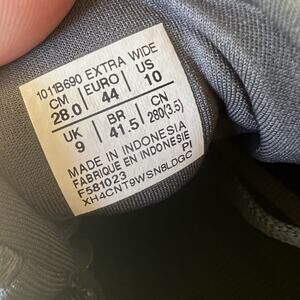 1011B690 EXTRA WIDE
CM EURO US
28.0 44 10
UK BR CN
9 41.5 280(3.5)
MADE IN INDONESIA
FABRIQUE EN INDONESIE
F581023 PI
XH4CNT9WSN8LDGC